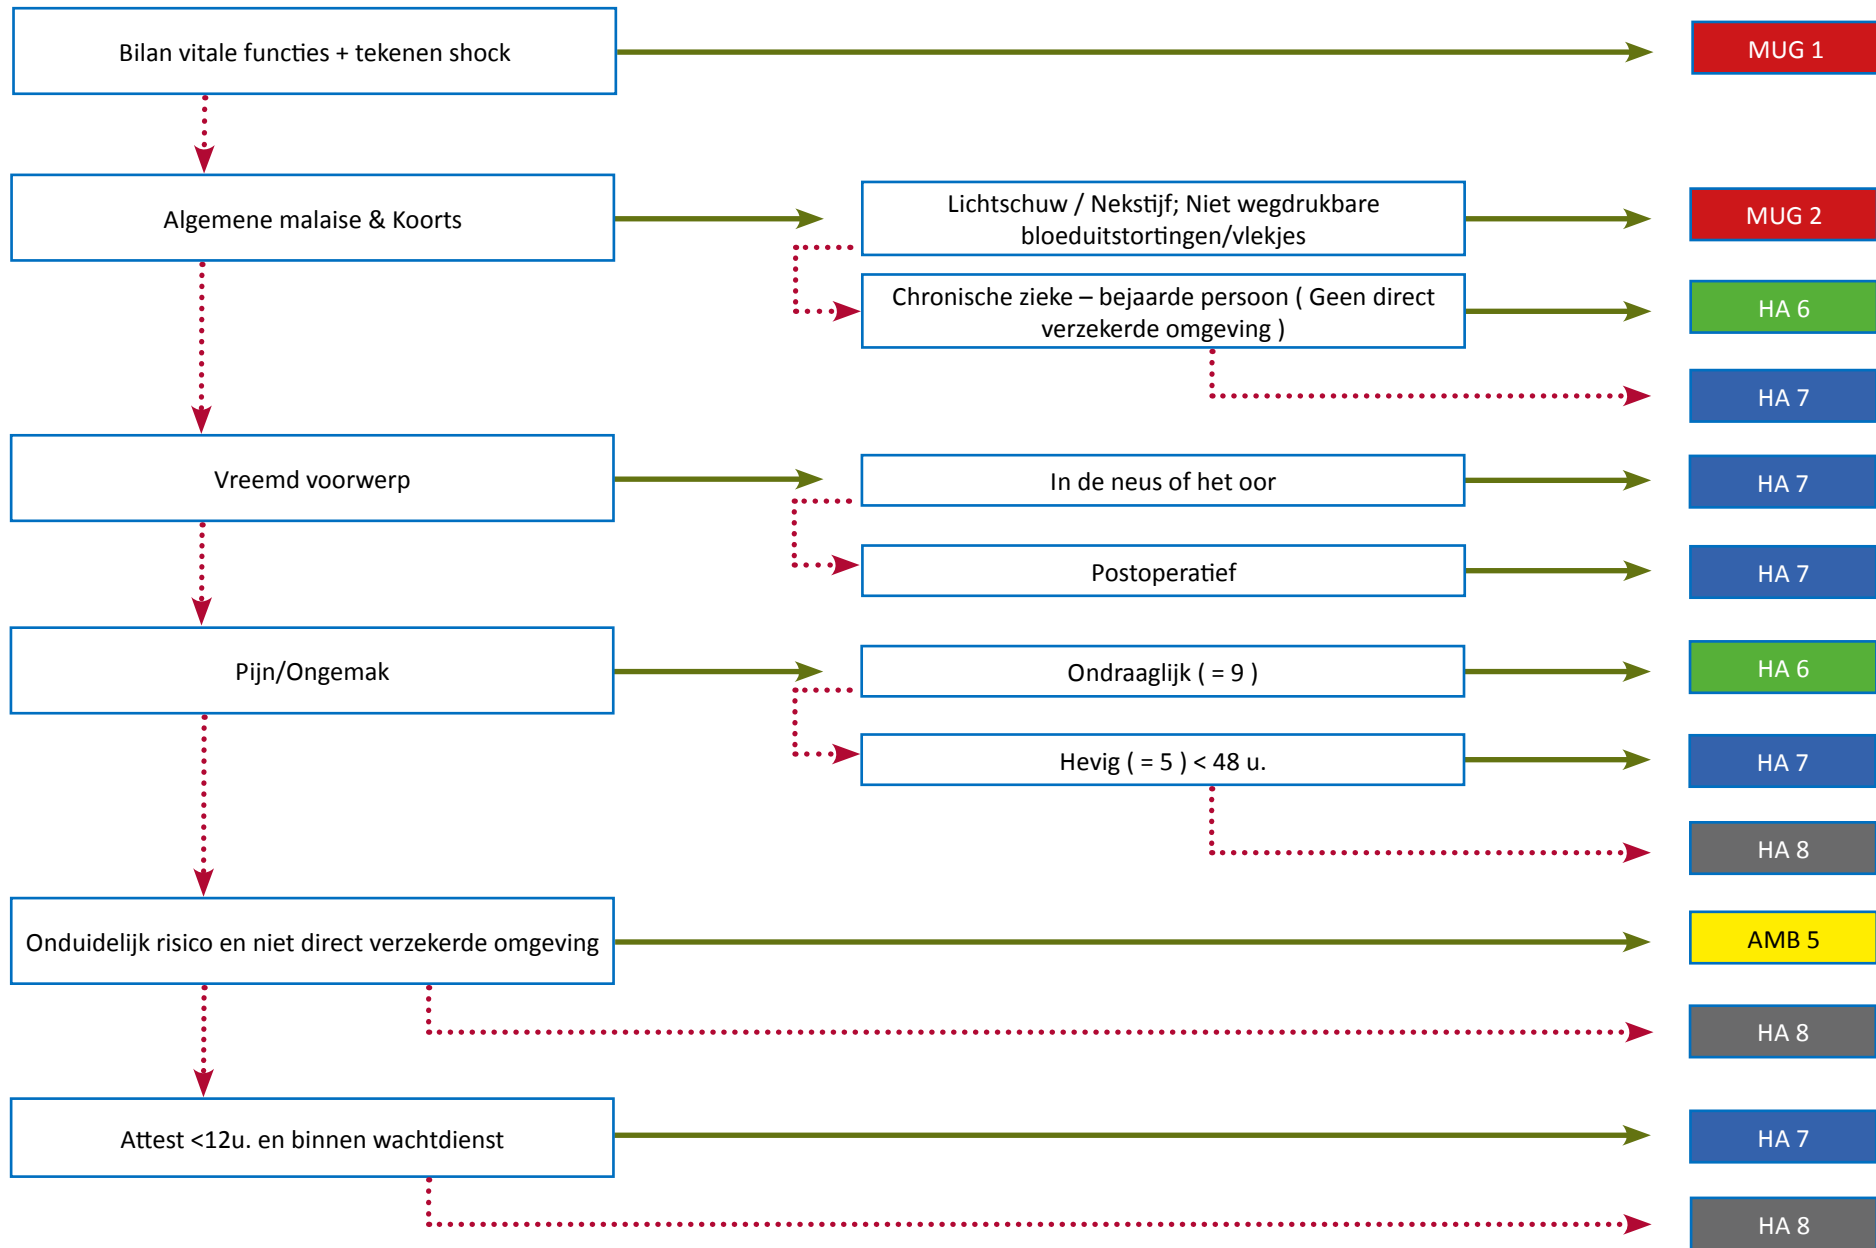 Bilan vitale functies + tekenen shock
MUG 1
Algemene malaise & Koorts
Lichtschuw / Nekstijf; Niet wegdrukbare
bloeduitstortingen/vlekjes
MUG 2
Chronische zieke – bejaarde persoon ( Geen direct
verzekerde omgeving )
HA 6
HA 7
Vreemd voorwerp
In de neus of het oor
HA 7
Postoperatief
HA 7
Pijn/Ongemak
Ondraaglijk ( = 9 )
HA 6
Hevig ( = 5 ) < 48 u.
HA 7
HA 8
Onduidelijk risico en niet direct verzekerde omgeving
AMB 5
HA 8
Attest <12u. en binnen wachtdienst
HA 7
HA 8